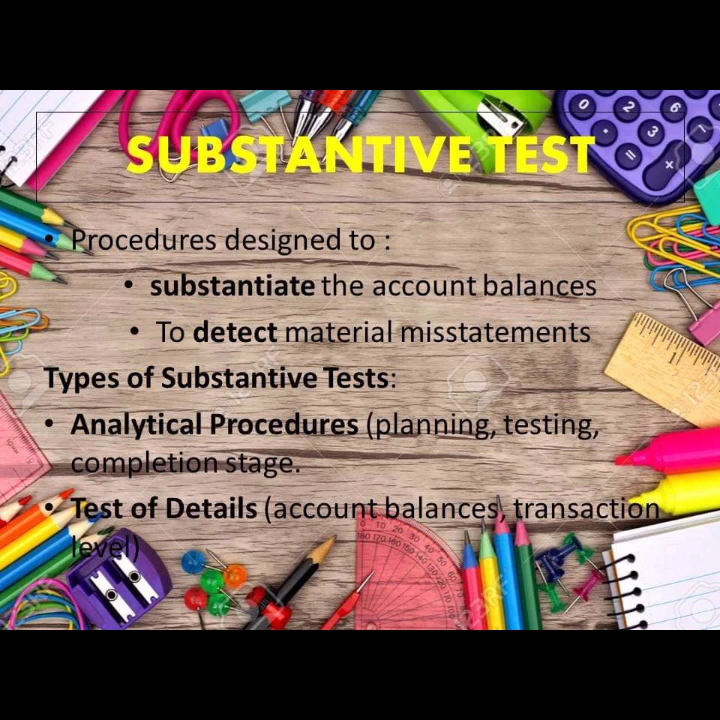 SUBSTANTIVE TEST
• Procedures designed to :
• substantiate the account balances
• To detect material misstatements
Types of Substantive Tests:
• Analytical Procedures (planning, testing,
completion stage.
• Test of Details (account balances, transaction
level)